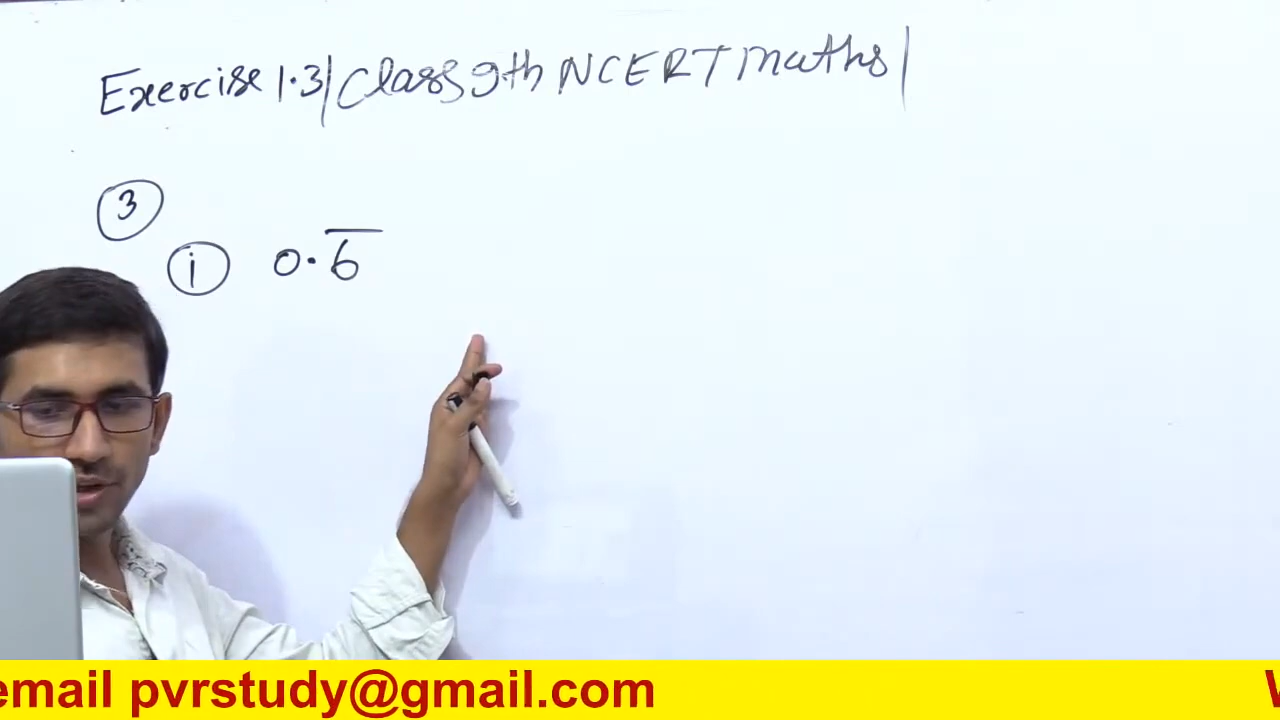 Exercise 1.3| Class 9th NCERT Maths |
3
i 0.6̅
email pvrstudy@gmail.com W